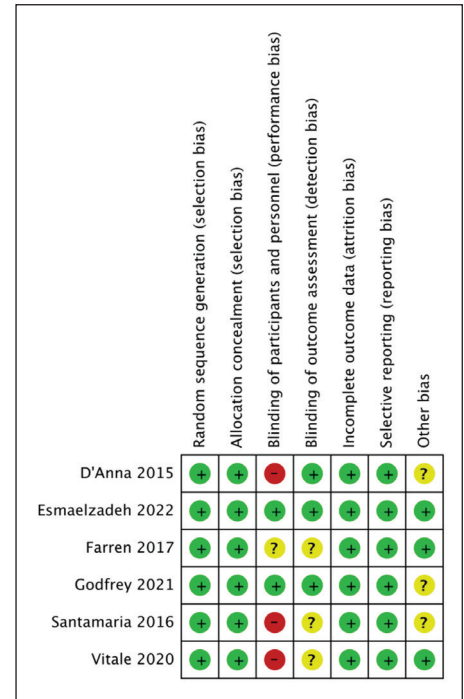 Random sequence generation (selection bias)
Allocation concealment (selection bias)
Blinding of participants and personnel (performance bias)
Blinding of outcome assessment (detection bias)
Incomplete outcome data (attrition bias)
Selective reporting (reporting bias)
Other bias
D'Anna 2015 + + - + + + ?
Esmaelzadeh 2022 + + + + + + +
Farren 2017 + + ? ? + + +
Godfrey 2021 + + + + + + ?
Santamaria 2016 + + - ? + + ?
Vitale 2020 + + - ? + + +